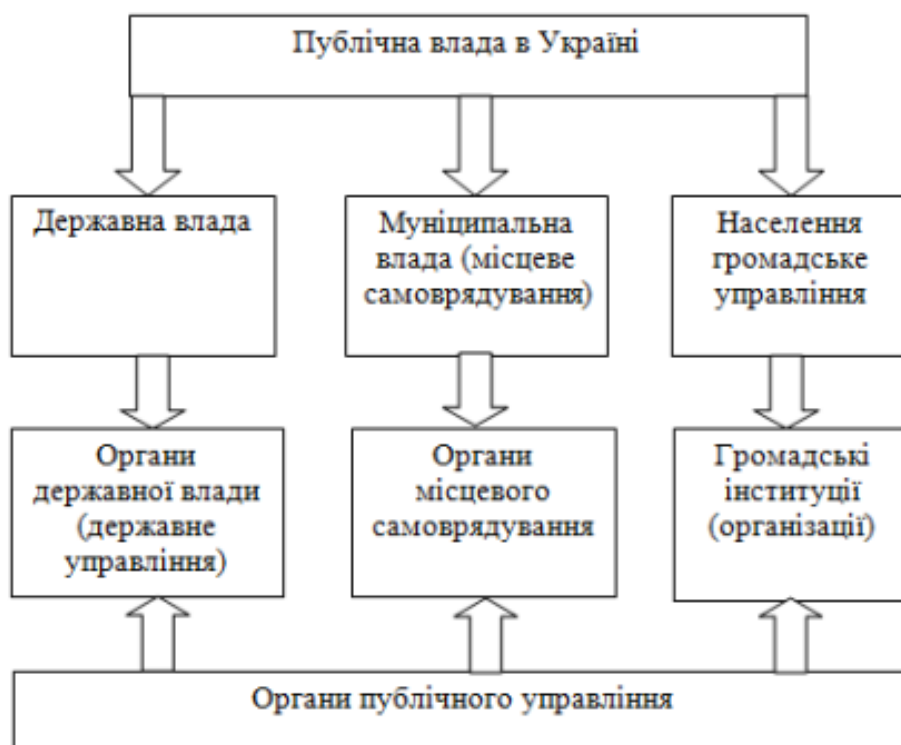 Публічна влада в Україні
Державна влада
Муніципальна
влада (місцеве
самоврядування)
Населення
громадське
управління
Органи
державної влади
(державне
управління)
Органи
місцевого
самоврядування
Громадські
інституції
(організації)
Органи публічного управління